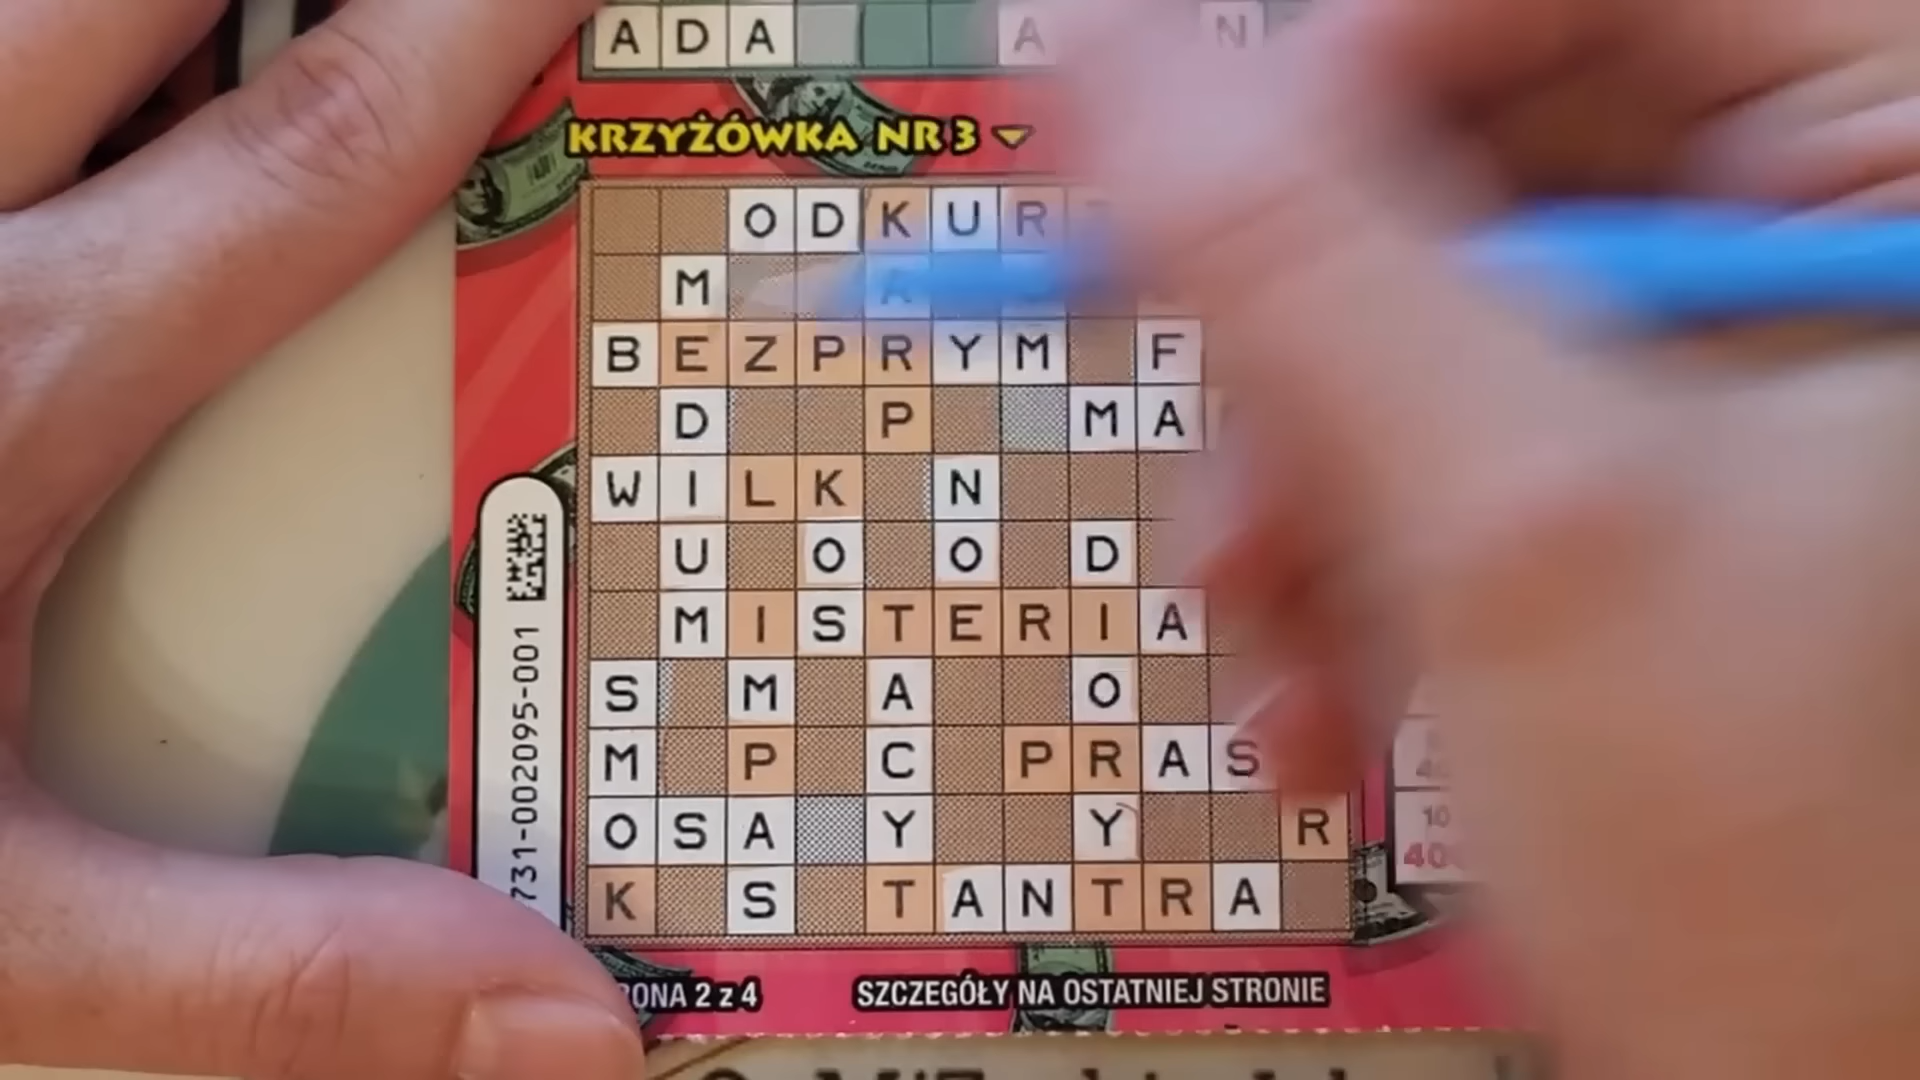 ADA A N
KRZYŻÓWKA NR 3
ODKUR
M A
BEZPRYM F
D P MA
WILK N
U O O D
MISTERIA
S M A O
M P C PRAS
OSA Y Y R
K S TANTRA
731-002095-001
STRONA 2 z 4 SZCZEGÓŁY NA OSTATNIEJ STRONIE